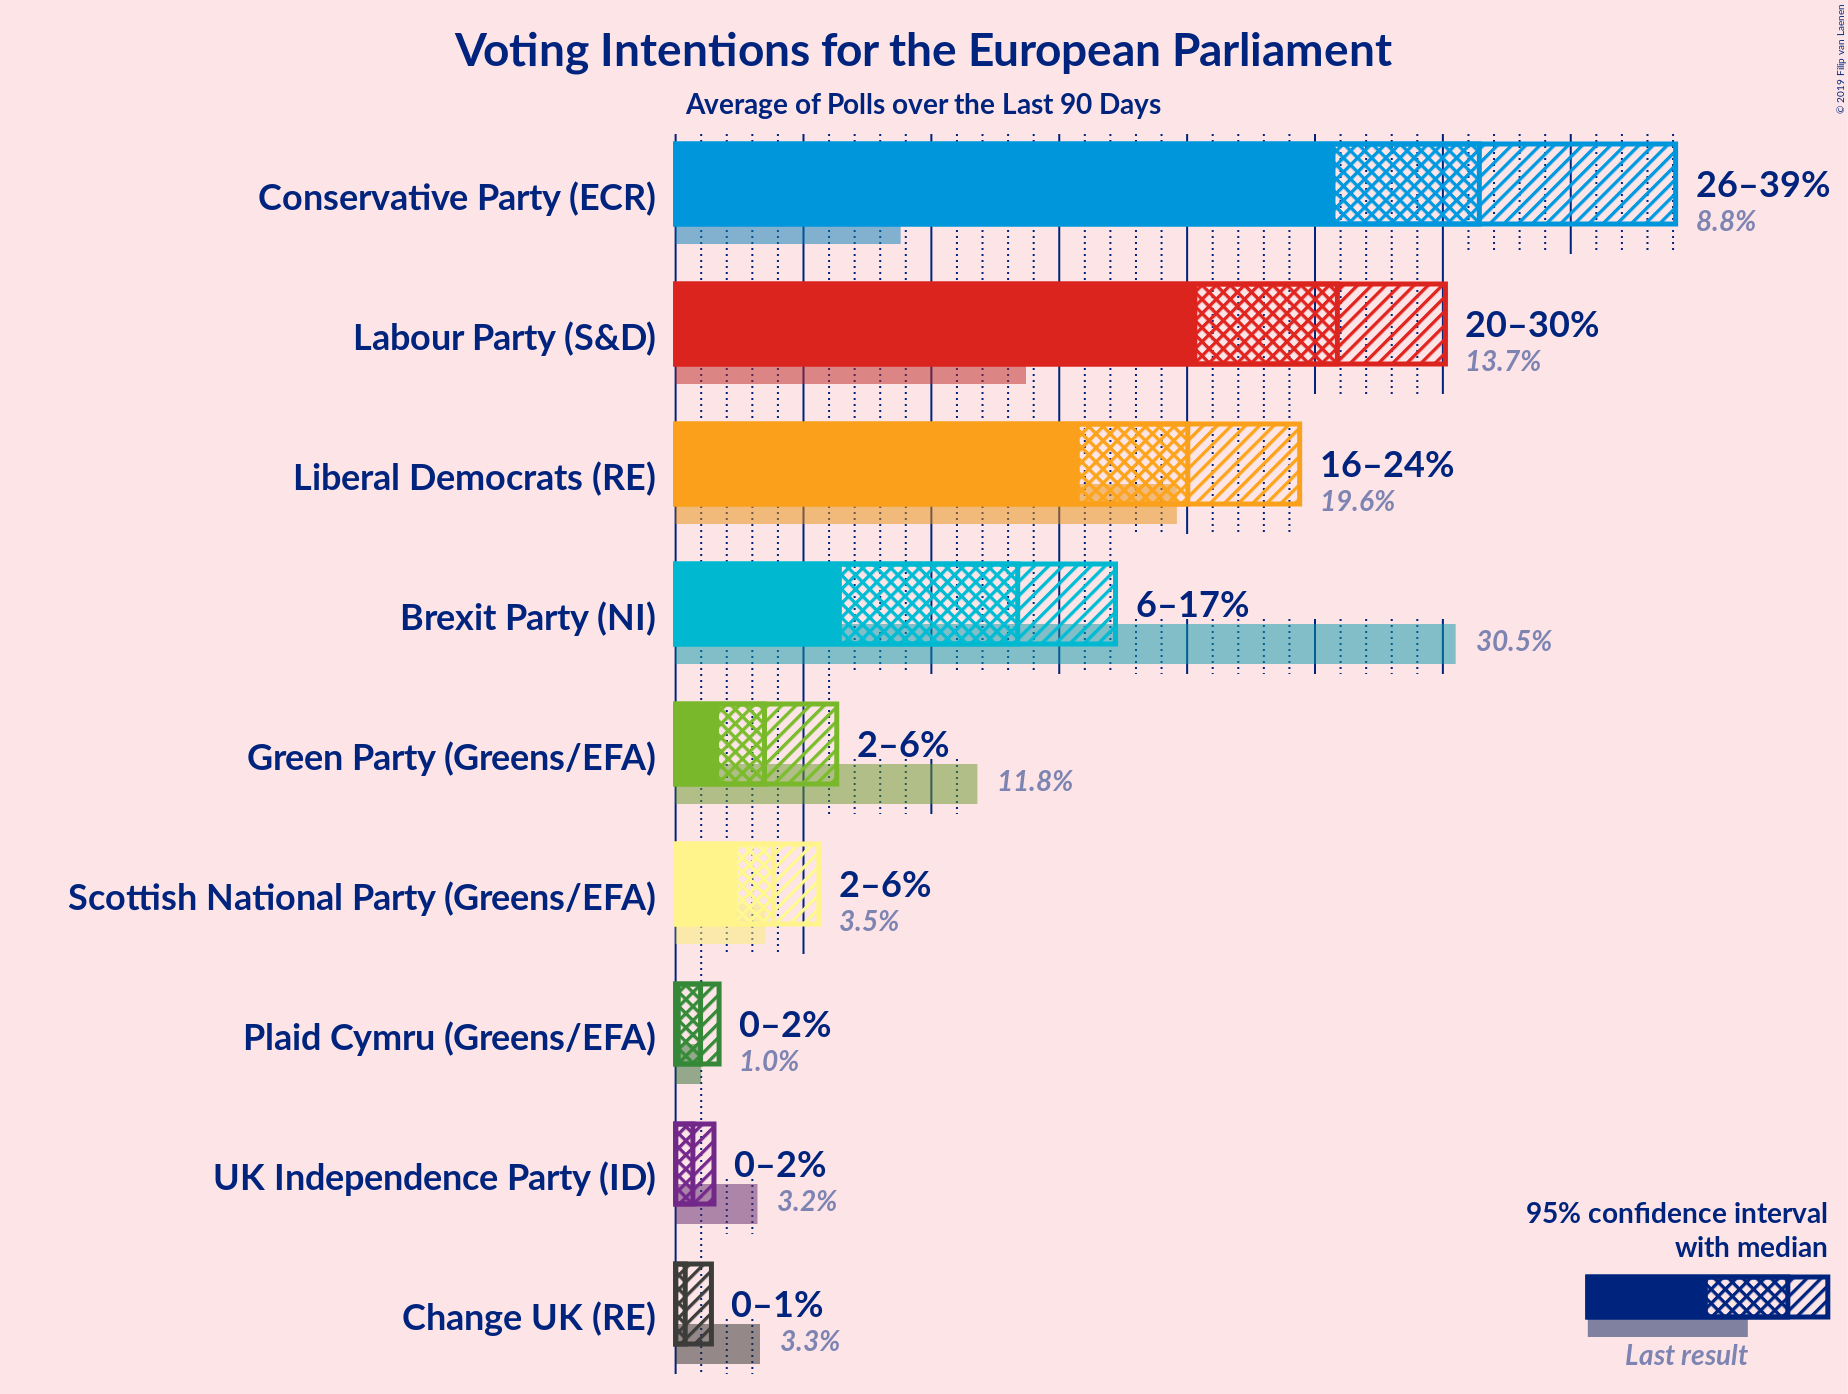 Voting Intentions for the European Parliament
Average of Polls over the Last 90 Days
© 2019 Filip van Laenen
Conservative Party (ECR)
26–39%
8.8%
Labour Party (S&D)
20–30%
13.7%
Liberal Democrats (RE)
16–24%
19.6%
Brexit Party (NI)
6–17%
30.5%
Green Party (Greens/EFA)
2–6%
11.8%
Scottish National Party (Greens/EFA)
2–6%
3.5%
Plaid Cymru (Greens/EFA)
0–2%
1.0%
UK Independence Party (ID)
0–2%
3.2%
Change UK (RE)
0–1%
3.3%
95% confidence interval
with median
Last result